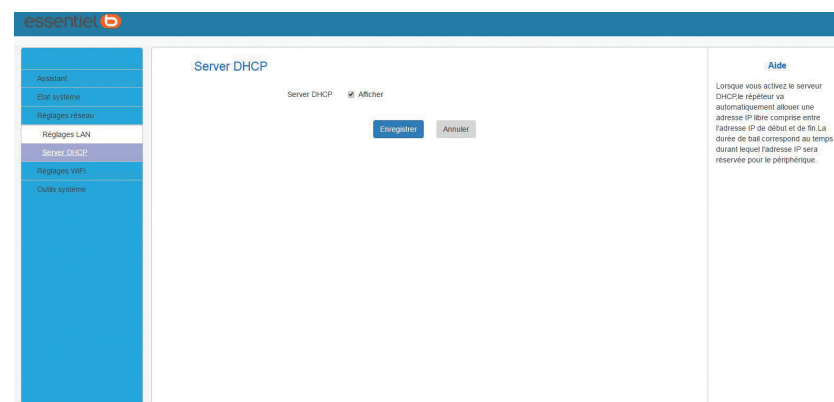 essentiel b
Assistant
Etat système
Réglages réseau
Réglages LAN
Server DHCP
Réglages WiFi
Outils système
Server DHCP
Server DHCP Afficher
Enregistrer Annuler
Aide
Lorsque vous activez le serveur
DHCP,le répéteur va
automatiquement allouer une
adresse IP libre comprise entre
l'adresse IP de début et de fin.La
durée de bail correspond au temps
durant lequel l'adresse IP sera
réservée pour le périphérique.